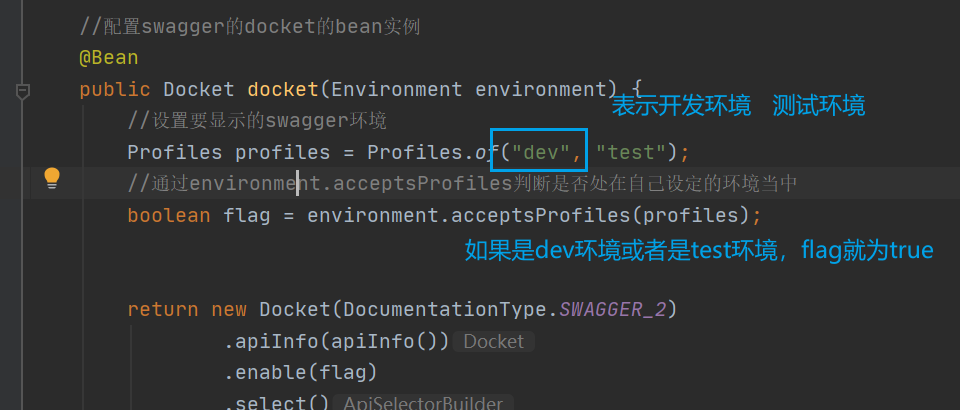 //配置swagger的docket的bean实例
@Bean
public Docket docket(Environment environment) {
表示开发环境 测试环境
//设置要显示的swagger环境
Profiles profiles = Profiles.of("dev", "test");
//通过environment.acceptsProfiles判断是否处在自己设定的环境当中
boolean flag = environment.acceptsProfiles(profiles);
如果是dev环境或者是test环境，flag就为true
return new Docket(DocumentationType.SWAGGER_2)
.apiInfo(apiInfo()) Docket
.enable(flag)
.select() ApiSelectorBuilder